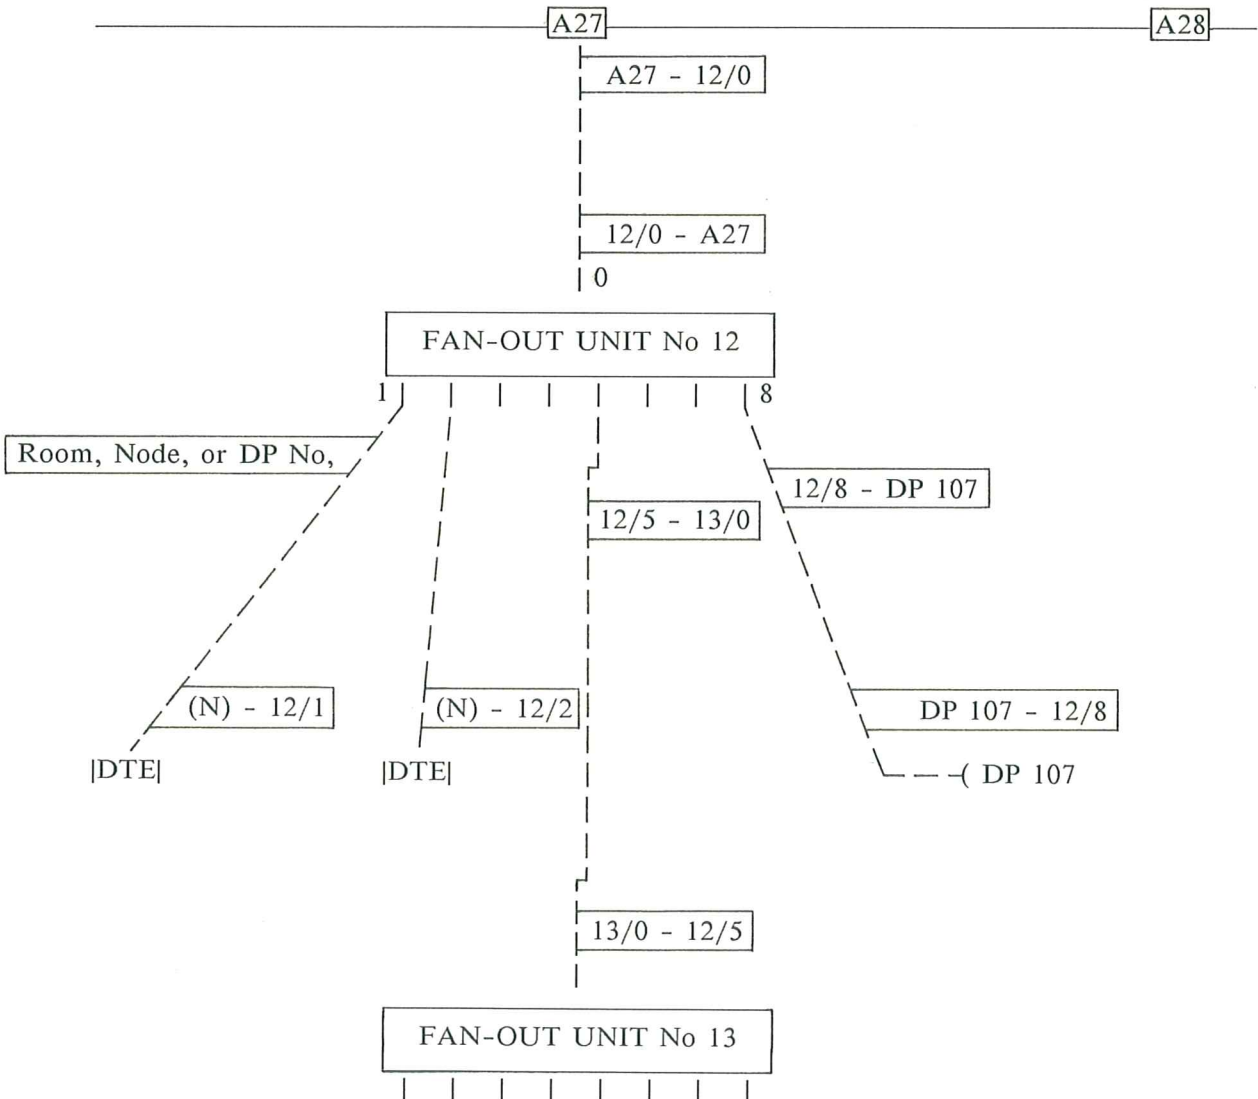 A27
A28
A27 - 12/0
12/0 - A27
0
FAN-OUT UNIT No 12
1
8
Room, Node, or DP No,
12/8 - DP 107
12/5 - 13/0
(N) - 12/1
(N) - 12/2
DP 107 - 12/8
|DTE|
|DTE|
( DP 107
13/0 - 12/5
FAN-OUT UNIT No 13